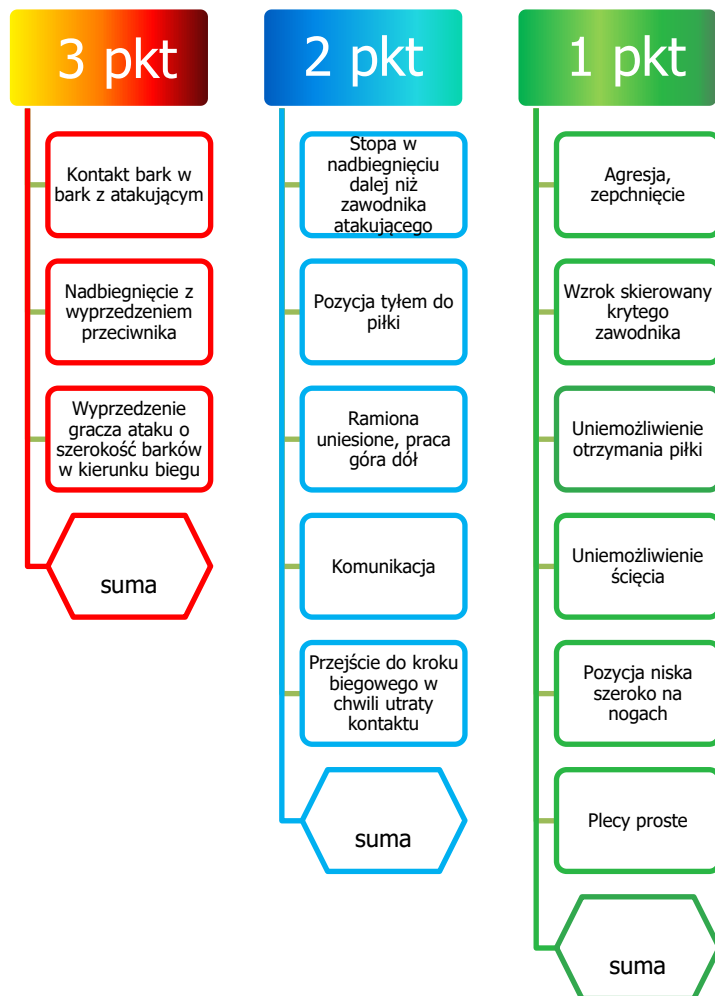 3 pkt
Kontakt bark w
bark z atakującym
Nadbiegnięcie z
wyprzedzeniem
przeciwnika
Wyprzedzenie
gracza ataku o
szerokość barków
w kierunku biegu
suma
2 pkt
Stopa w
nadbiegnięciu
dalej niż
zawodnika
atakującego
Pozycja tyłem do
piłki
Ramiona
uniesione, praca
góra dół
Komunikacja
Przejście do kroku
biegowego w
chwili utraty
kontaktu
suma
1 pkt
Agresja,
zepchnięcie
Wzrok skierowany
krytego
zawodnika
Uniemożliwienie
otrzymania piłki
Uniemożliwienie
ścięcia
Pozycja niska
szeroko na
nogach
Plecy proste
suma